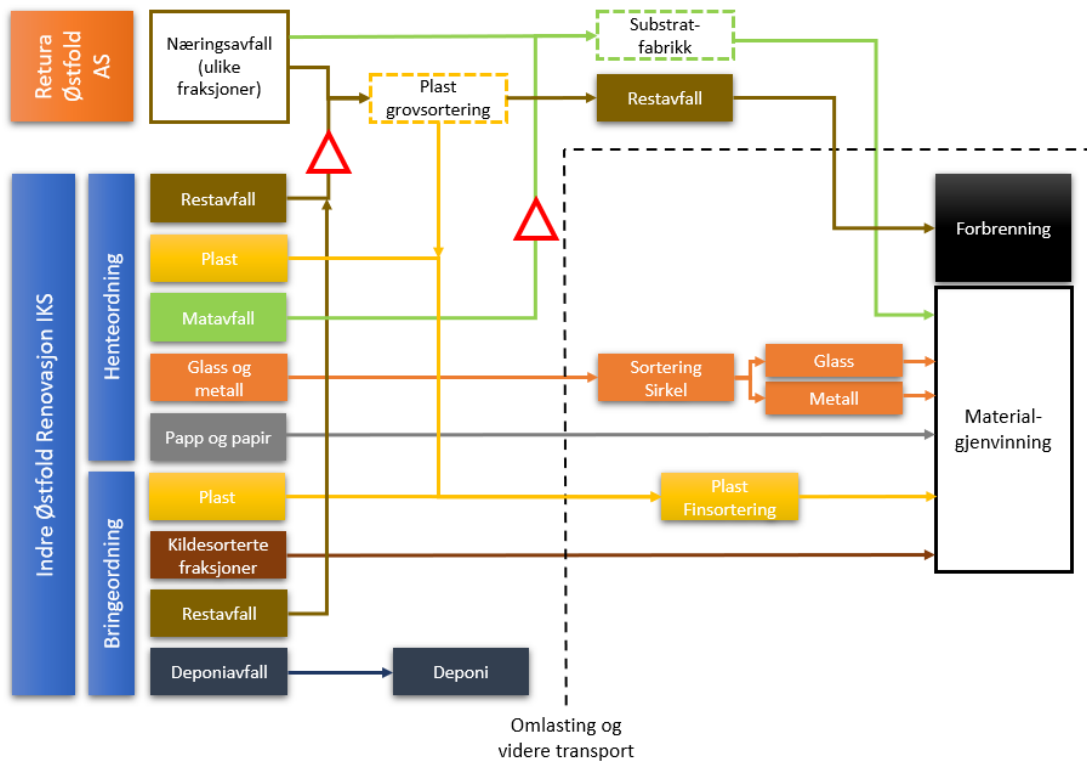 Retura
Østfold
AS
Næringsavfall
(ulike
fraksjoner)
Substrat-
fabrikk
Plast
grovsortering
Restavfall
Indre Østfold Renovasjon IKS
Henteordning
Restavfall
Plast
Matavfall
Glass og
metall
Papp og papir
Sortering
Sirkel
Glass
Metall
Forbrenning
Material-
gjenvinning
Bringeordning
Plast
Kildesorterte
fraksjoner
Restavfall
Deponiavfall
Deponi
Plast
Finsortering
Omlasting og
videre transport